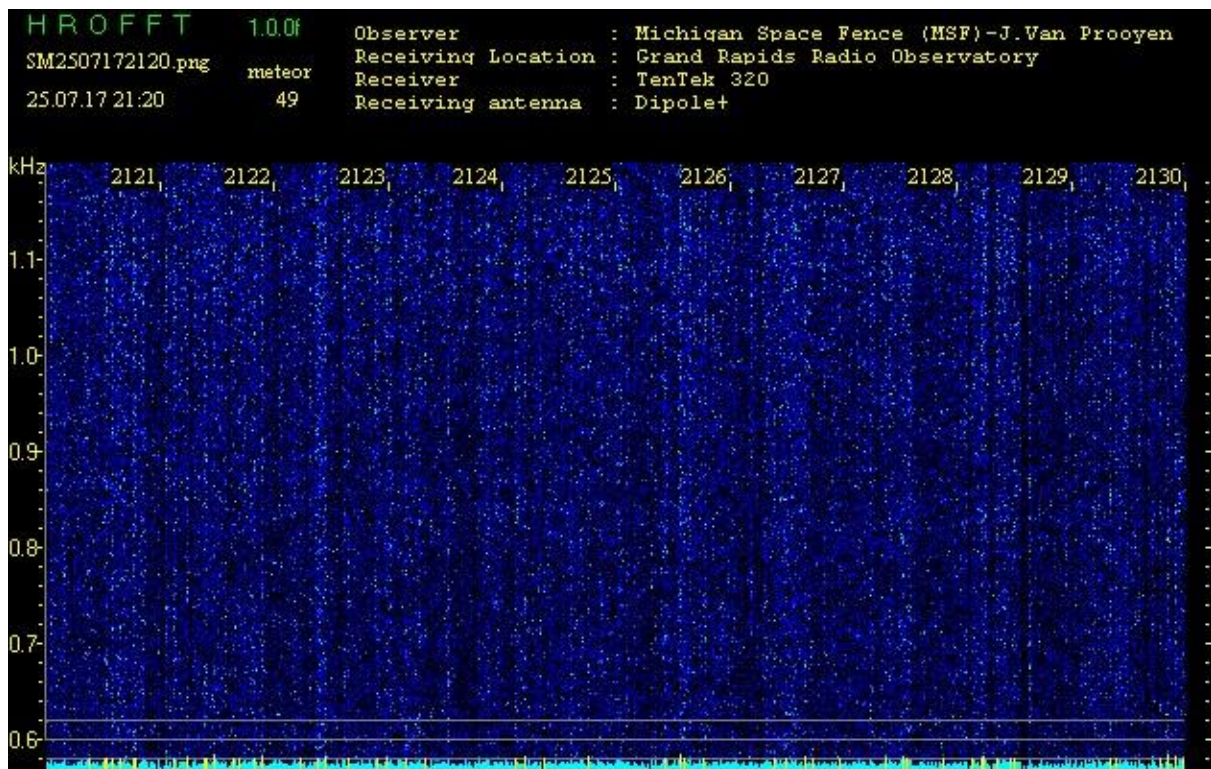 H R O F F T 1.0.0f
SM2507172120.png
meteor
25.07.17 21:20 49
Observer : Michigan Space Fence (MSF)-J.Van Prooyen
Receiving Location : Grand Rapids Radio Observatory
Receiver : TenTek 320
Receiving antenna : Dipole+
kHz
2121 2122 2123 2124 2125 2126 2127 2128 2129 2130
1.1
1.0
0.9
0.8
0.7
0.6